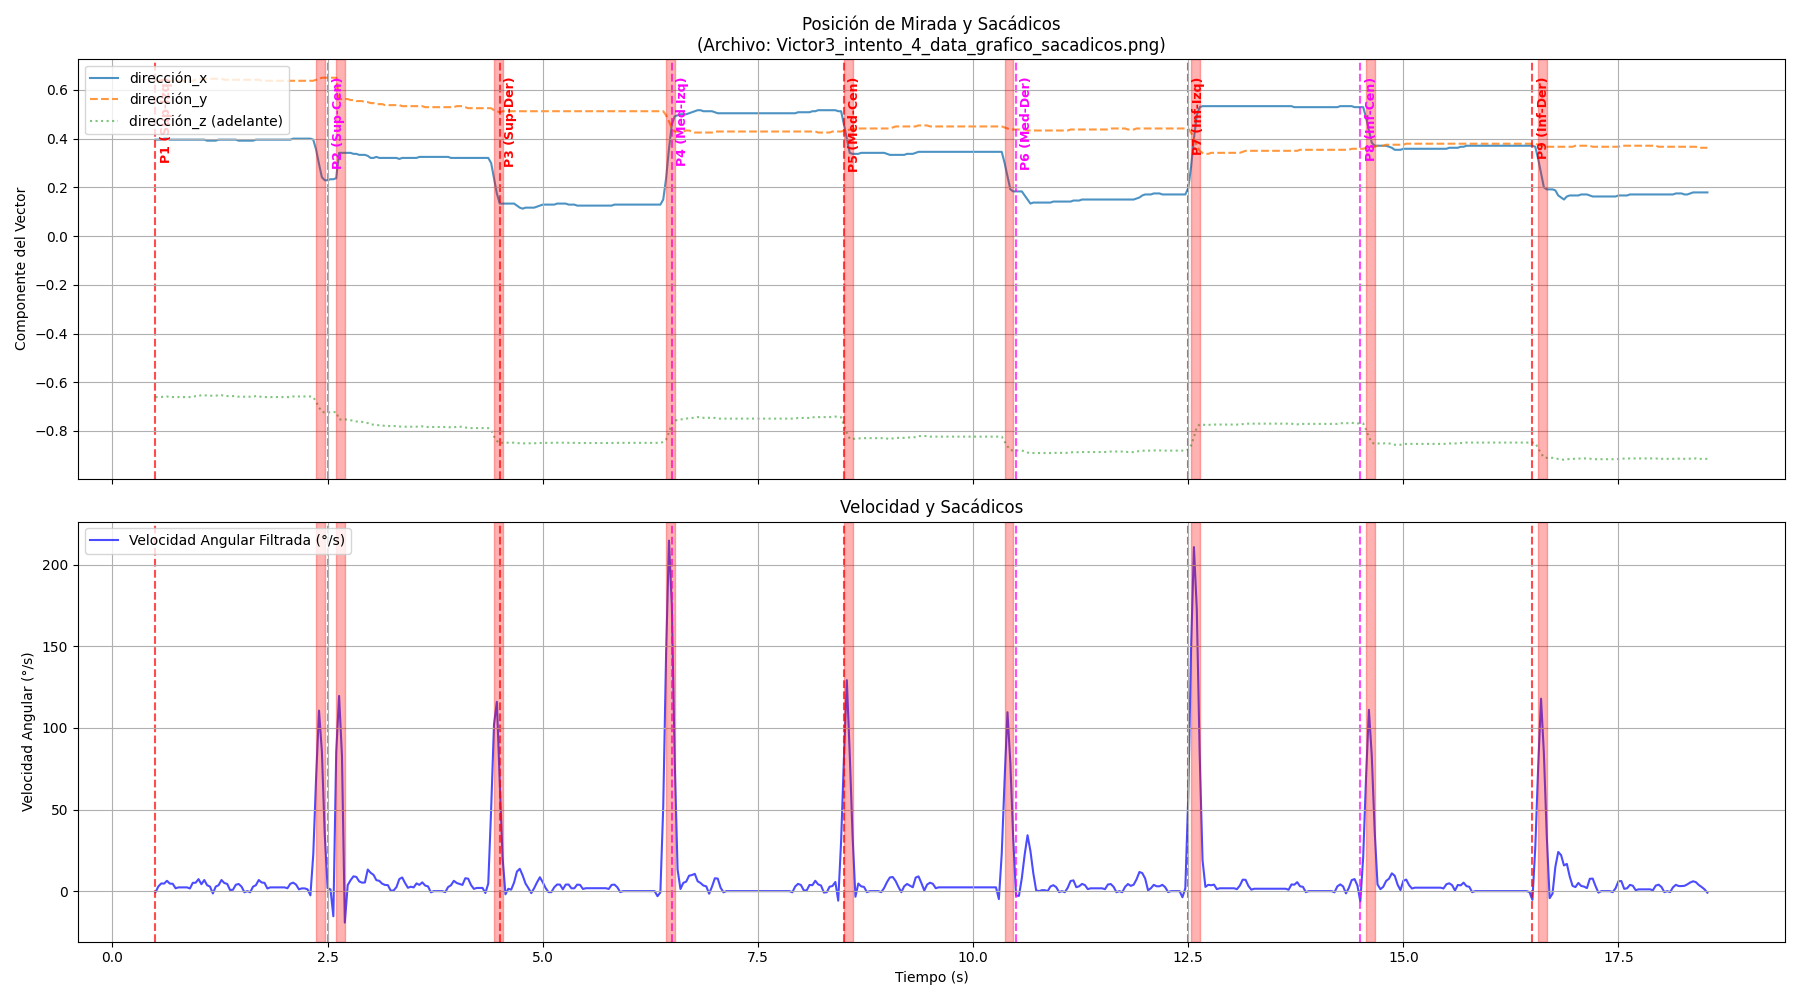 Posición de Mirada y Sacádicos
(Archivo: Victor3_intento_4_data_grafico_sacadicos.png)
dirección_x
dirección_y
dirección_z (adelante)
P1
P2 (Sup-Cen)
P3 (Sup-Der)
P4 (Med-Izq)
P5 (Med-Cen)
P6 (Med-Der)
P7 (Inf-Izq)
P8 (Inf-Cen)
P9 (Inf-Der)
Componente del Vector
0.6
0.4
0.2
0.0
−0.2
−0.4
−0.6
−0.8
Velocidad y Sacádicos
Velocidad Angular Filtrada (°/s)
Velocidad Angular (°/s)
200
150
100
50
0
0.0
2.5
5.0
7.5
10.0
12.5
15.0
17.5
Tiempo (s)